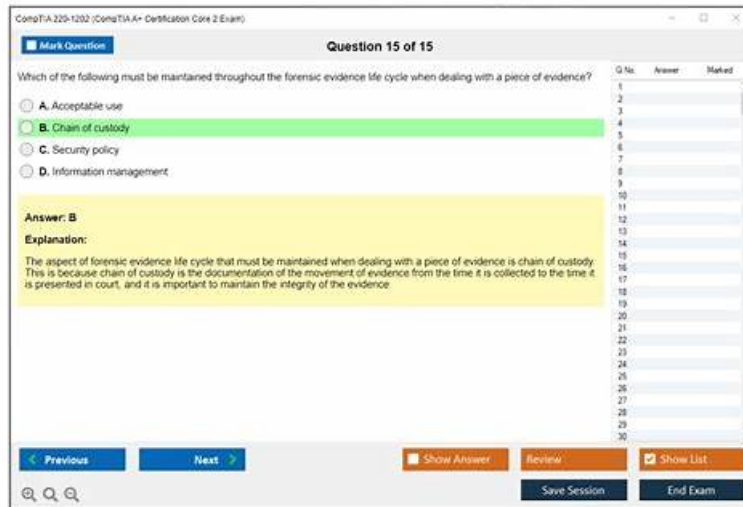 CompTIA 220-1202 (CompTIA A+ Certification Core 2 Exam)
Mark Question
Question 15 of 15
Which of the following must be maintained throughout the forensic evidence life cycle when dealing with a piece of evidence?
A. Acceptable use
B. Chain of custody
C. Security policy
D. Information management
Answer: B
Explanation:
The aspect of forensic evidence life cycle that must be maintained when dealing with a piece of evidence is chain of custody.
This is because chain of custody is the documentation of the movement of evidence from the time it is collected to the time it
is presented in court, and it is important to maintain the integrity of the evidence
Q No. Answer Marked
1
2
3
4
5
6
7
8
9
10
11
12
13
14
15
16
17
18
19
20
21
22
23
24
25
26
27
28
29
30
Previous
Next
Show Answer
Review
Show List
Save Session
End Exam